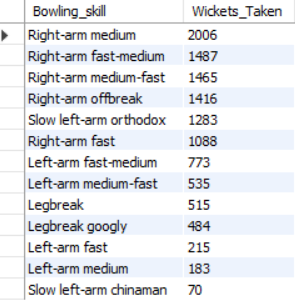 Bowling_skill Wickets_Taken
Right-arm medium 2006
Right-arm fast-medium 1487
Right-arm medium-fast 1465
Right-arm offbreak 1416
Slow left-arm orthodox 1283
Right-arm fast 1088
Left-arm fast-medium 773
Left-arm medium-fast 535
Legbreak 515
Legbreak googly 484
Left-arm fast 215
Left-arm medium 183
Slow left-arm chinaman 70